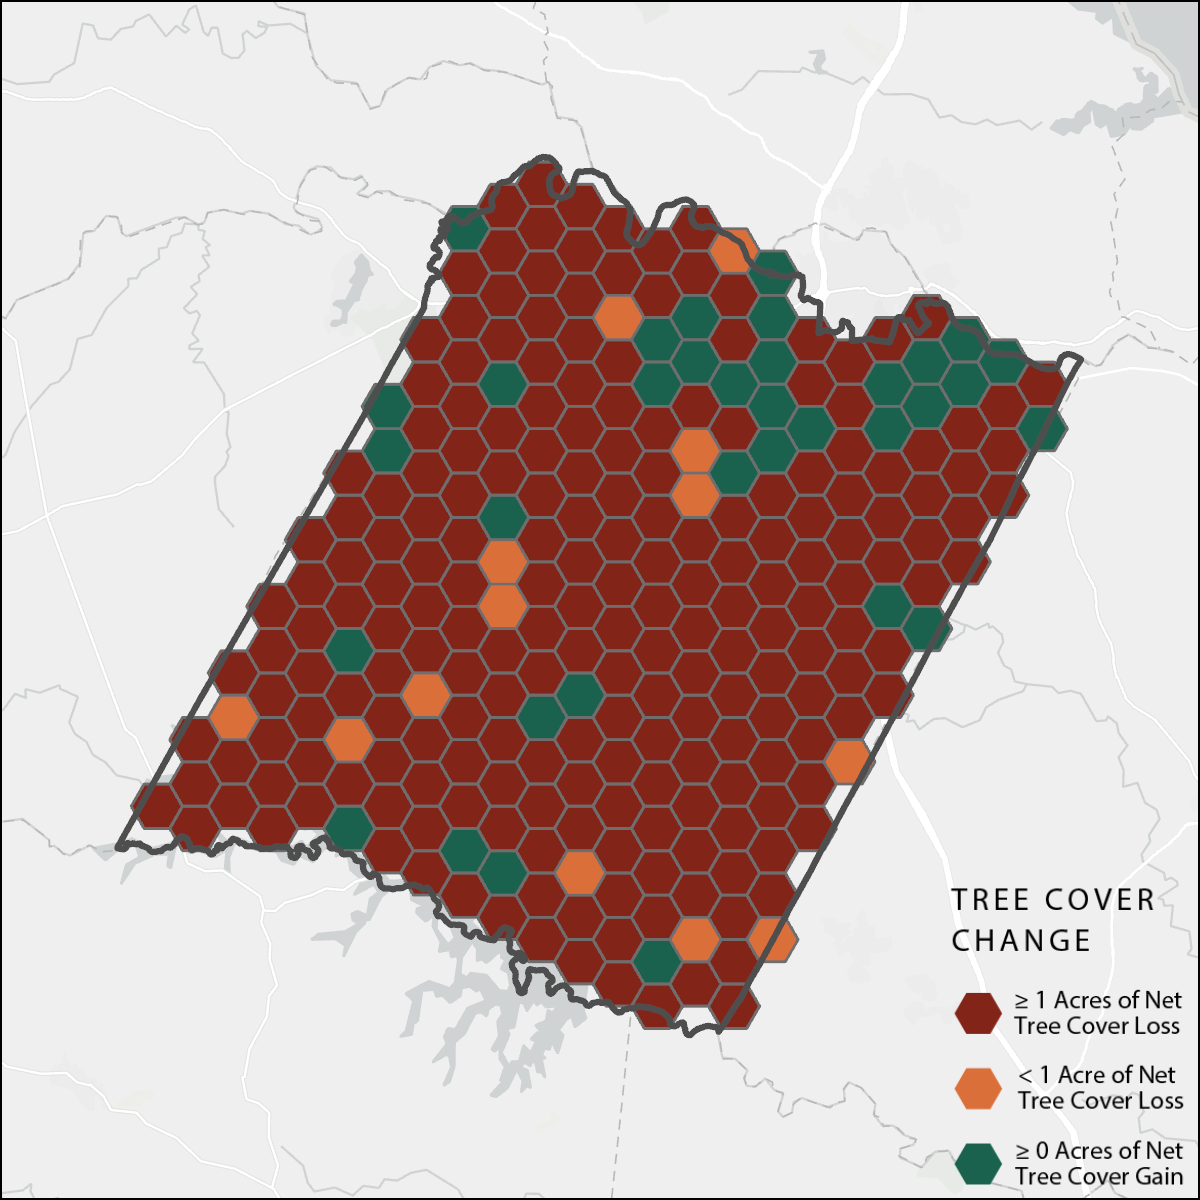 TREE COVER
CHANGE
≥ 1 Acres of Net
Tree Cover Loss
< 1 Acre of Net
Tree Cover Loss
≥ 0 Acres of Net
Tree Cover Gain